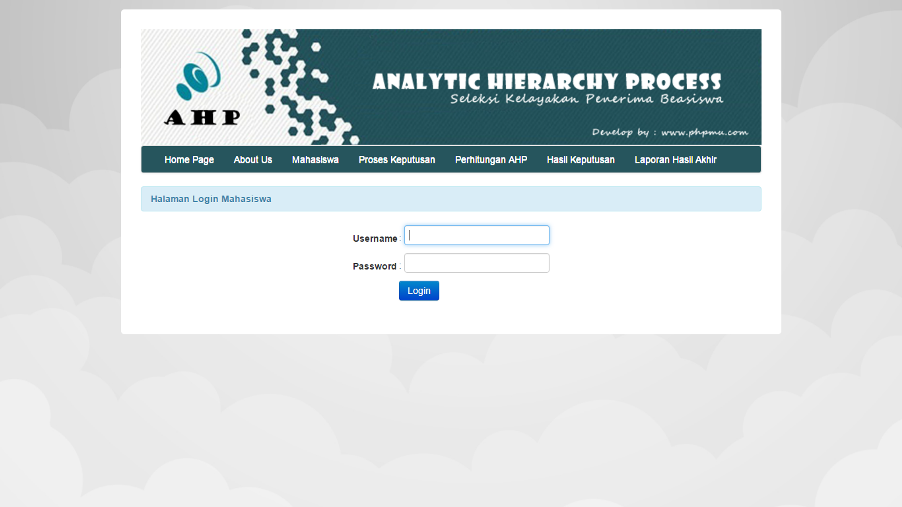 AHP
ANALYTIC HIERARCHY PROCESS
Seleksi Kelayakan Penerima Beasiswa
Develop by : www.phpmu.com
Home Page About Us Mahasiswa Proses Keputusan Perhitungan AHP Hasil Keputusan Laporan Hasil Akhir
Halaman Login Mahasiswa
Username :
Password :
Login